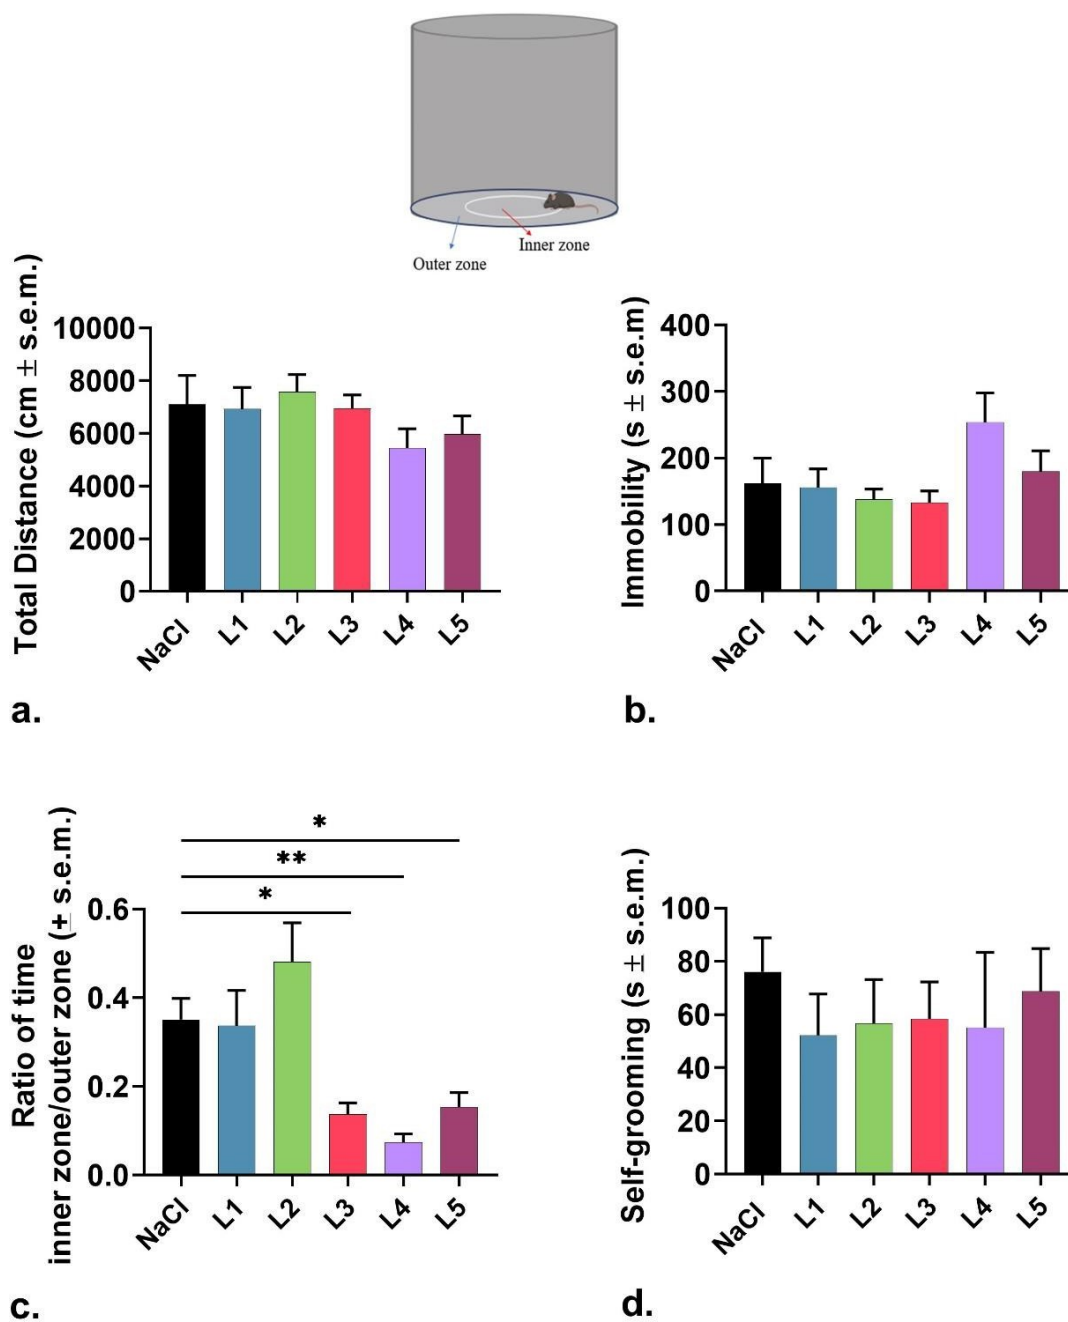 Inner zone
Outer zone
Total Distance (cm ± s.e.m.)
10000
8000
6000
4000
2000
0
NaCl
L1
L2
L3
L4
L5
a.
Immobility (s ± s.e.m)
400
300
200
100
0
NaCl
L1
L2
L3
L4
L5
b.
Ratio of time
inner zone/outer zone (± s.e.m.)
*
**
*
0.6
0.4
0.2
0.0
NaCl
L1
L2
L3
L4
L5
c.
Self-grooming (s ± s.e.m.)
100
80
60
40
20
0
NaCl
L1
L2
L3
L4
L5
d.